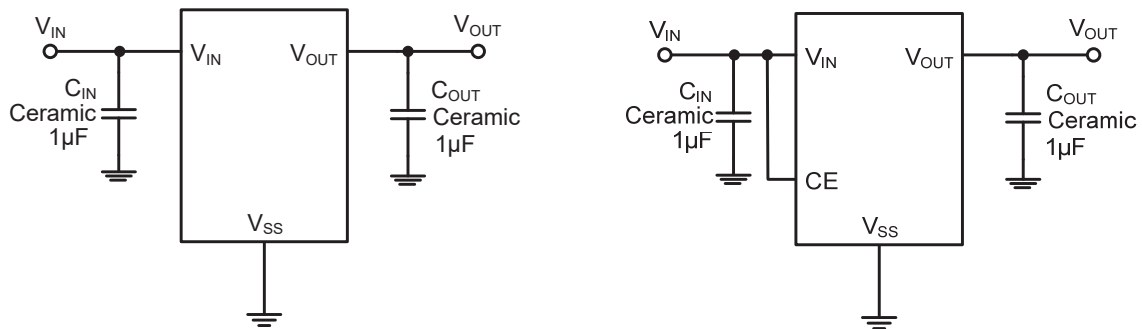 VIN
VIN
VOUT
VOUT
CIN
Ceramic
1µF
COUT
Ceramic
1µF
VSS
VIN
VIN
VOUT
VOUT
CIN
Ceramic
1µF
COUT
Ceramic
1µF
CE
VSS